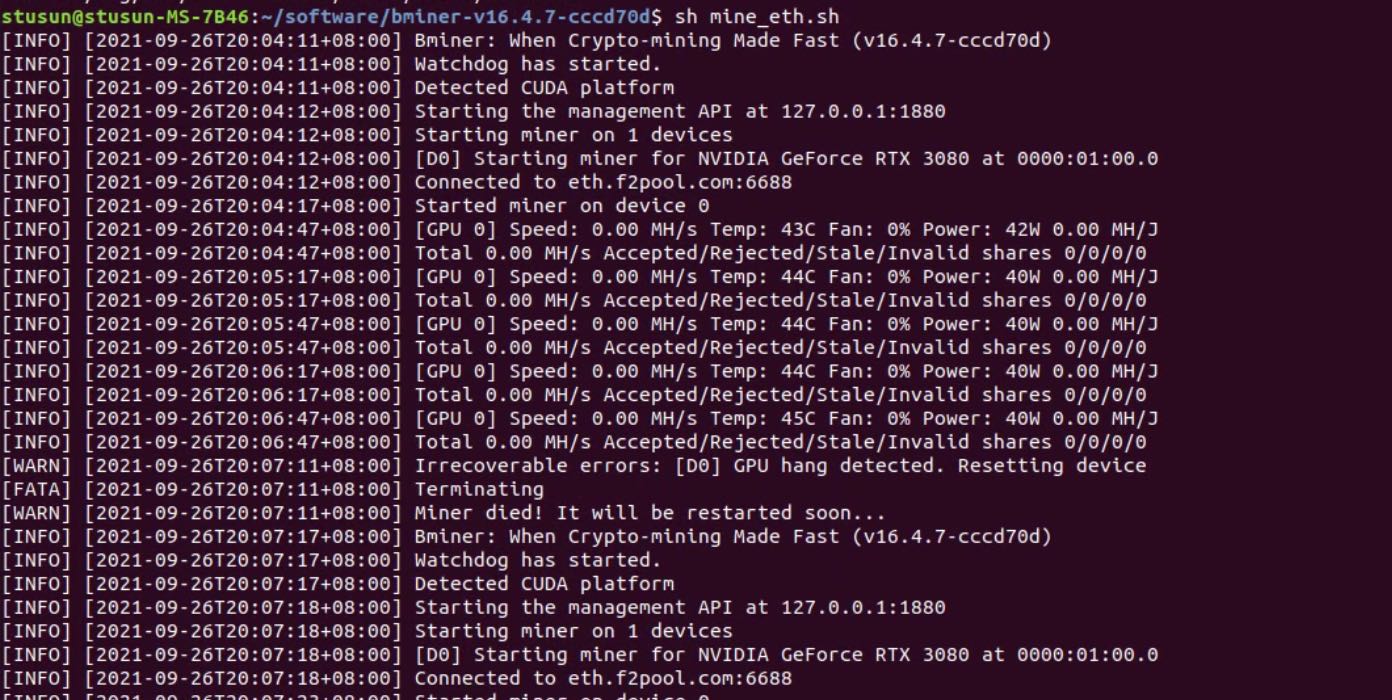 stusun@stusun-MS-7B46:~/software/bminer-v16.4.7-cccd70d$ sh mine_eth.sh
[INFO] [2021-09-26T20:04:11+08:00] Bminer: When Crypto-mining Made Fast (v16.4.7-cccd70d)
[INFO] [2021-09-26T20:04:11+08:00] Watchdog has started.
[INFO] [2021-09-26T20:04:11+08:00] Detected CUDA platform
[INFO] [2021-09-26T20:04:12+08:00] Starting the management API at 127.0.0.1:1880
[INFO] [2021-09-26T20:04:12+08:00] Starting miner on 1 devices
[INFO] [2021-09-26T20:04:12+08:00] [D0] Starting miner for NVIDIA GeForce RTX 3080 at 0000:01:00.0
[INFO] [2021-09-26T20:04:12+08:00] Connected to eth.f2pool.com:6688
[INFO] [2021-09-26T20:04:17+08:00] Started miner on device 0
[INFO] [2021-09-26T20:04:47+08:00] [GPU 0] Speed: 0.00 MH/s Temp: 43C Fan: 0% Power: 42W 0.00 MH/J
[INFO] [2021-09-26T20:04:47+08:00] Total 0.00 MH/s Accepted/Rejected/Stale/Invalid shares 0/0/0/0
[INFO] [2021-09-26T20:05:17+08:00] [GPU 0] Speed: 0.00 MH/s Temp: 44C Fan: 0% Power: 40W 0.00 MH/J
[INFO] [2021-09-26T20:05:17+08:00] Total 0.00 MH/s Accepted/Rejected/Stale/Invalid shares 0/0/0/0
[INFO] [2021-09-26T20:05:47+08:00] [GPU 0] Speed: 0.00 MH/s Temp: 44C Fan: 0% Power: 40W 0.00 MH/J
[INFO] [2021-09-26T20:05:47+08:00] Total 0.00 MH/s Accepted/Rejected/Stale/Invalid shares 0/0/0/0
[INFO] [2021-09-26T20:06:17+08:00] [GPU 0] Speed: 0.00 MH/s Temp: 44C Fan: 0% Power: 40W 0.00 MH/J
[INFO] [2021-09-26T20:06:17+08:00] Total 0.00 MH/s Accepted/Rejected/Stale/Invalid shares 0/0/0/0
[INFO] [2021-09-26T20:06:47+08:00] [GPU 0] Speed: 0.00 MH/s Temp: 45C Fan: 0% Power: 40W 0.00 MH/J
[INFO] [2021-09-26T20:06:47+08:00] Total 0.00 MH/s Accepted/Rejected/Stale/Invalid shares 0/0/0/0
[WARN] [2021-09-26T20:07:11+08:00] Irrecoverable errors: [D0] GPU hang detected. Resetting device
[FATA] [2021-09-26T20:07:11+08:00] Terminating
[WARN] [2021-09-26T20:07:11+08:00] Miner died! It will be restarted soon...
[INFO] [2021-09-26T20:07:17+08:00] Bminer: When Crypto-mining Made Fast (v16.4.7-cccd70d)
[INFO] [2021-09-26T20:07:17+08:00] Watchdog has started.
[INFO] [2021-09-26T20:07:17+08:00] Detected CUDA platform
[INFO] [2021-09-26T20:07:18+08:00] Starting the management API at 127.0.0.1:1880
[INFO] [2021-09-26T20:07:18+08:00] Starting miner on 1 devices
[INFO] [2021-09-26T20:07:18+08:00] [D0] Starting miner for NVIDIA GeForce RTX 3080 at 0000:01:00.0
[INFO] [2021-09-26T20:07:18+08:00] Connected to eth.f2pool.com:6688
[INFO] [2021-09-26T20:07:23+08:00] Started miner on device 0